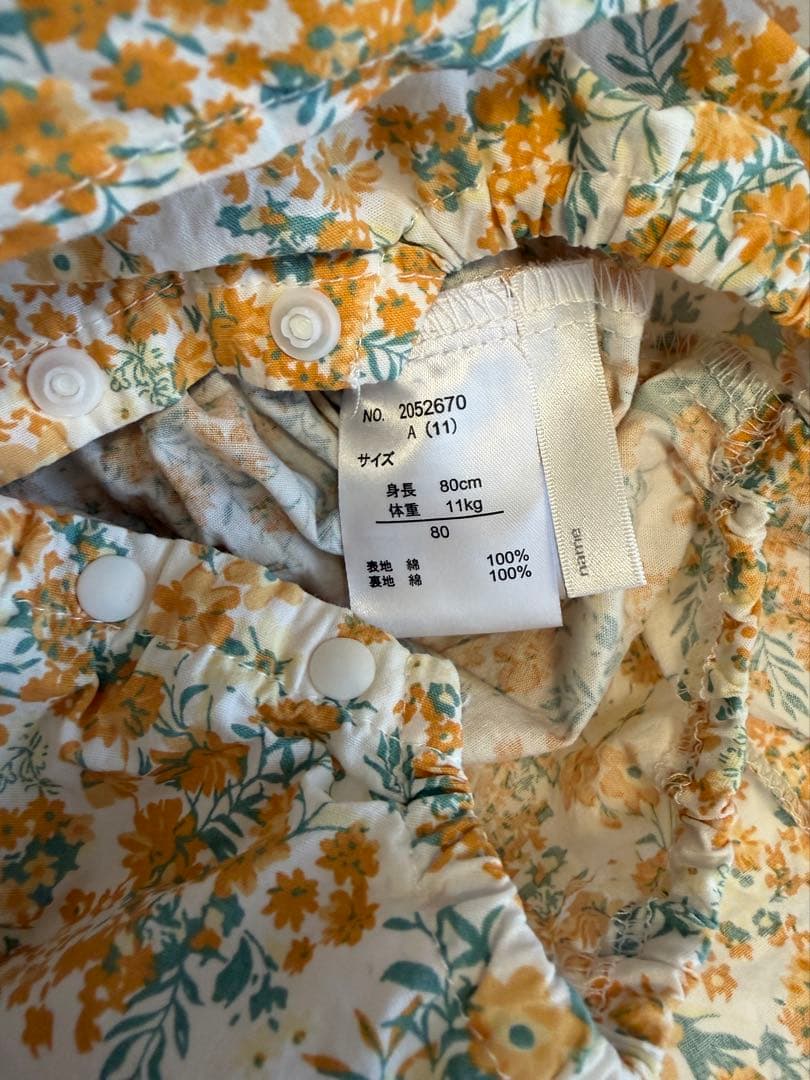 NO. 2052670
A (11)
サイズ
身長 80cm
体重 11kg
80
表地 綿 100%
裏地 綿 100%
name